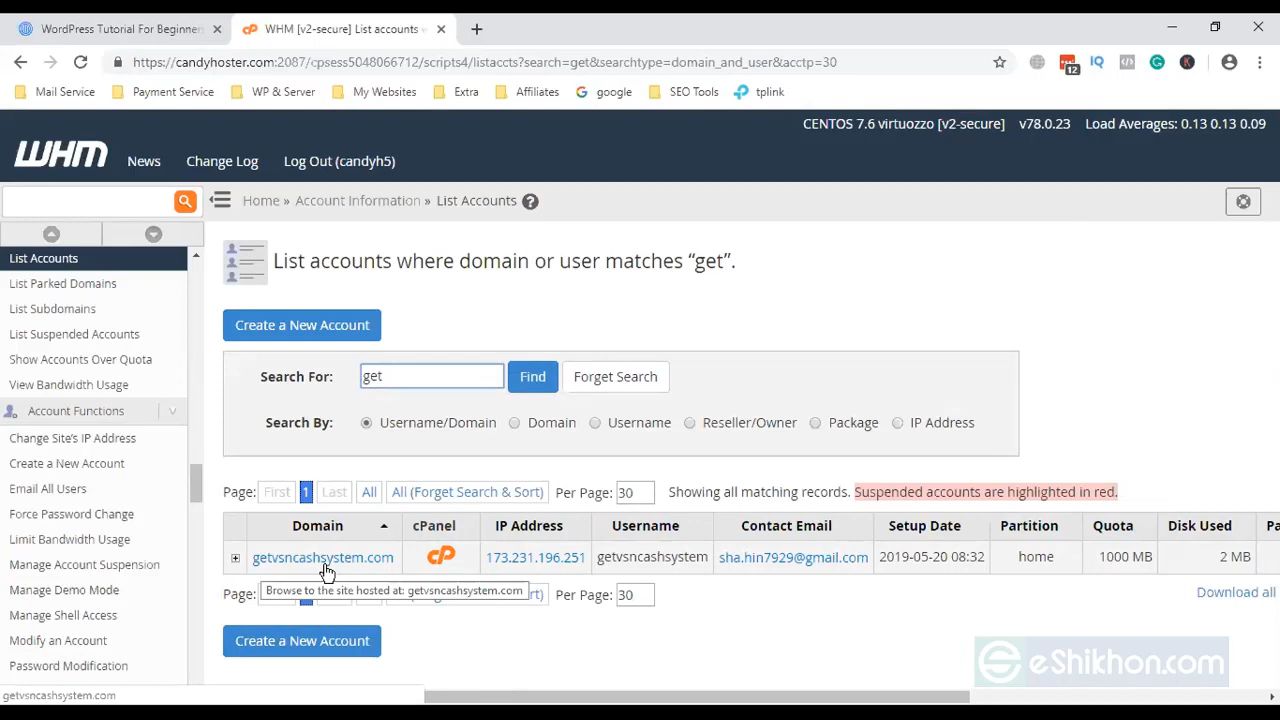 WordPress Tutorial For Beginners
WHM [v2-secure] List accounts
https://candyhoster.com:2087/cpsess5048066712/scripts4/listaccts?search=get&searchtype=domain_and_user&acctp=30
12
IQ
K
Mail Service
Payment Service
WP & Server
My Websites
Extra
Affiliates
google
SEO Tools
tplink
CENTOS 7.6 virtuozzo [v2-secure] v78.0.23 Load Averages: 0.13 0.13 0.09
WHM
News
Change Log
Log Out (candyh5)
Home » Account Information » List Accounts
List Accounts
List Parked Domains
List Subdomains
List Suspended Accounts
Show Accounts Over Quota
View Bandwidth Usage
Account Functions
Change Site's IP Address
Create a New Account
Email All Users
Force Password Change
Limit Bandwidth Usage
Manage Account Suspension
Manage Demo Mode
Manage Shell Access
Modify an Account
Password Modification
List accounts where domain or user matches “get”.
Create a New Account
Search For: get Find Forget Search
Search By: Username/Domain Domain Username Reseller/Owner Package IP Address
Page: First 1 Last All All (Forget Search & Sort) Per Page: 30 Showing all matching records. Suspended accounts are highlighted in red.
Domain cPanel IP Address Username Contact Email Setup Date Partition Quota Disk Used
getvsncashsystem.com cP 173.231.196.251 getvsncashsystem sha.hin7929@gmail.com 2019-05-20 08:32 home 1000 MB 2 MB
Browse to the site hosted at: getvsncashsystem.com
Page: Per Page: 30
Download all
Create a New Account
eShikhon.com
getvsncashsystem.com